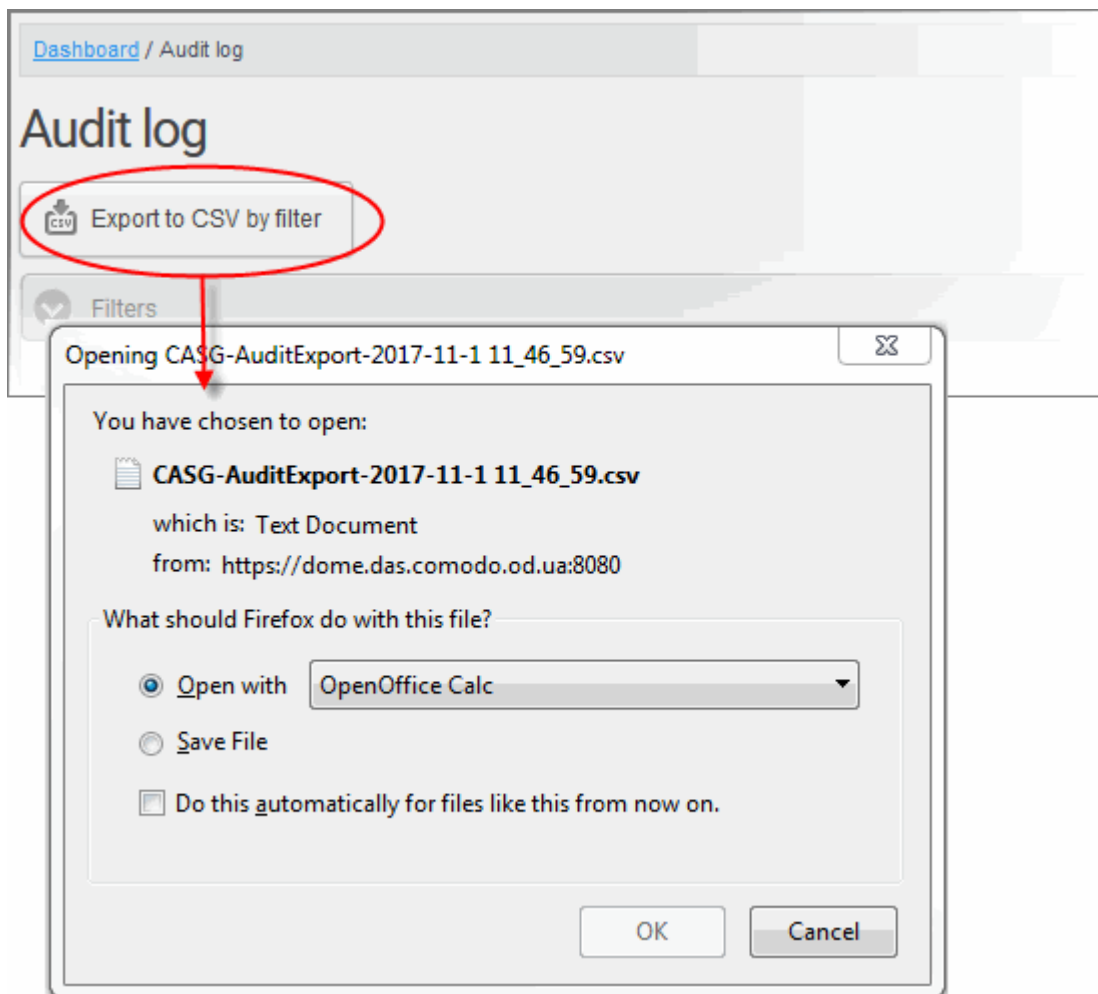 Dashboard / Audit log
Audit log
CSV Export to CSV by filter
Filters
Opening CASG-AuditExport-2017-11-1 11_46_59.csv
You have chosen to open:
CASG-AuditExport-2017-11-1 11_46_59.csv
which is: Text Document
from: https://dome.das.comodo.od.ua:8080
What should Firefox do with this file?
Open with OpenOffice Calc
Save File
Do this automatically for files like this from now on.
OK Cancel